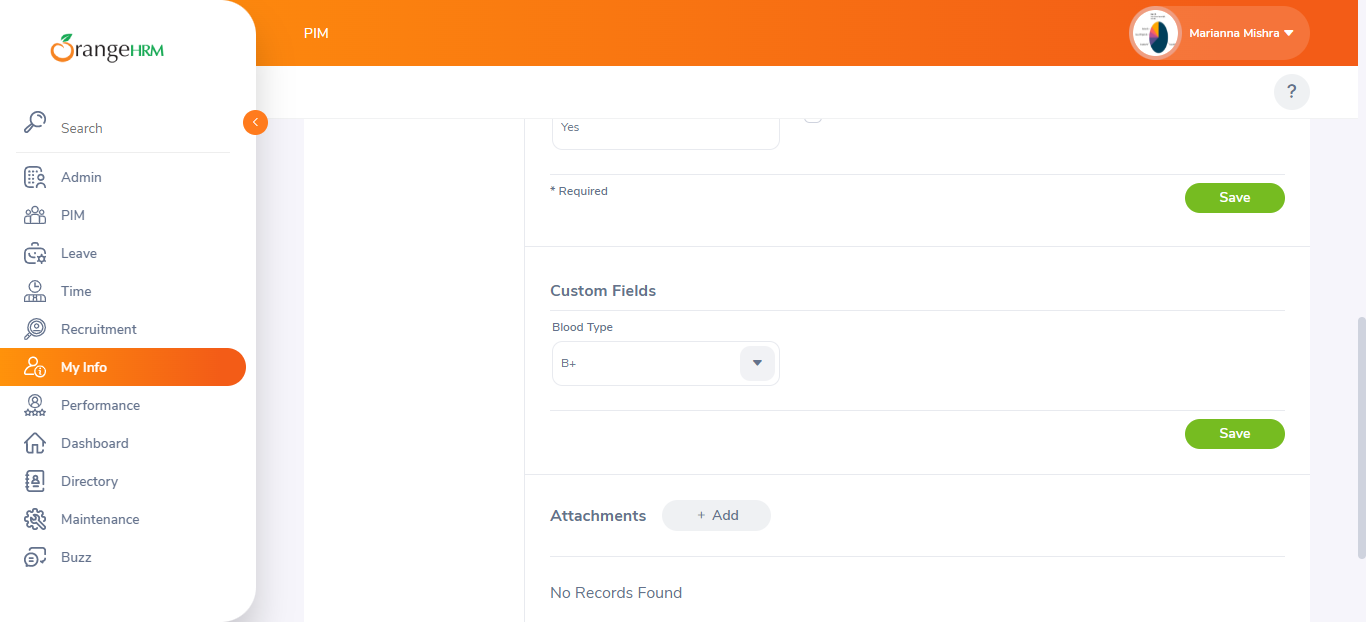 OrangeHRM
PIM
Marianna Mishra
?
Search
Admin
PIM
Leave
Time
Recruitment
My Info
Performance
Dashboard
Directory
Maintenance
Buzz
Yes
* Required
Save
Custom Fields
Blood Type
B+
Save
Attachments
+ Add
No Records Found